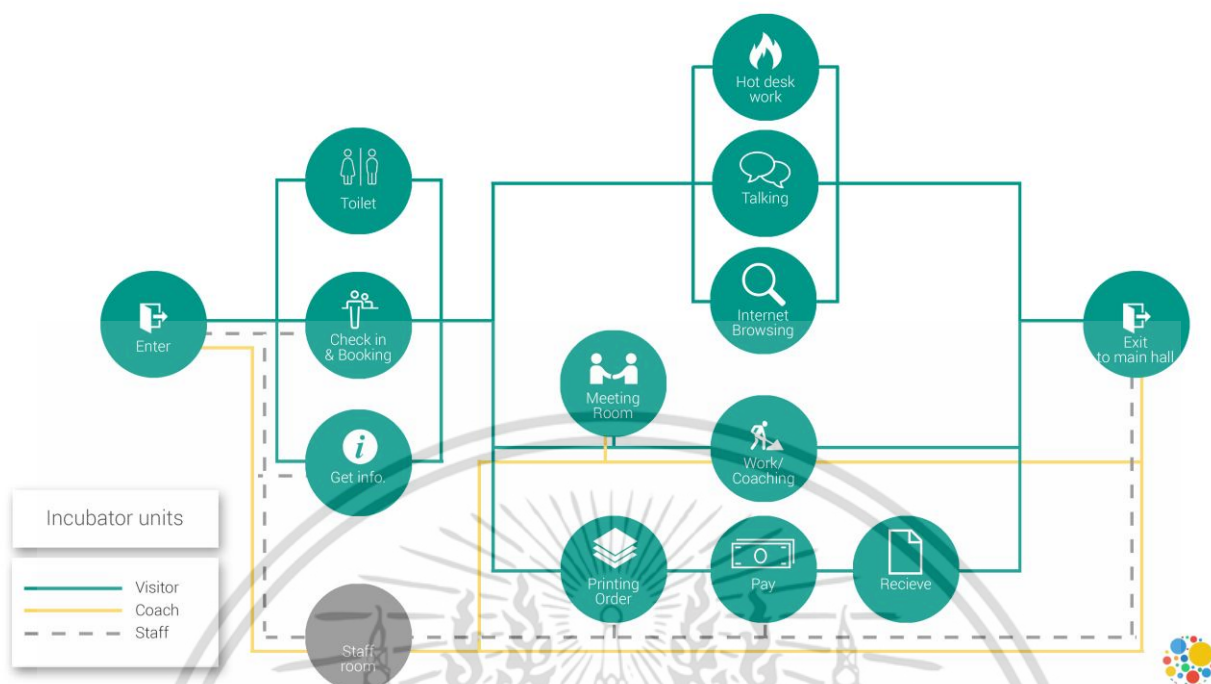 Hot desk
work
Toilet
Talking
Enter
Check in
& Booking
Internet
Browsing
Exit
to main hall
Meeting
Room
Get info.
Work/
Coaching
Incubator units
Printing
Order
Pay
Recieve
Visitor
Coach
Staff
Staff
room